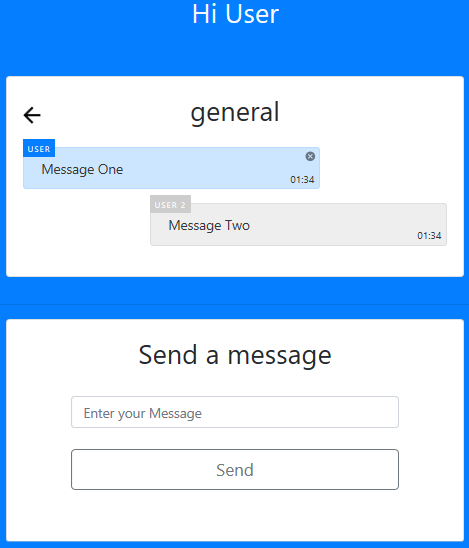 Hi User
general
USER
Message One
01:34
USER 2
Message Two
01:34
Send a message
Enter your Message
Send